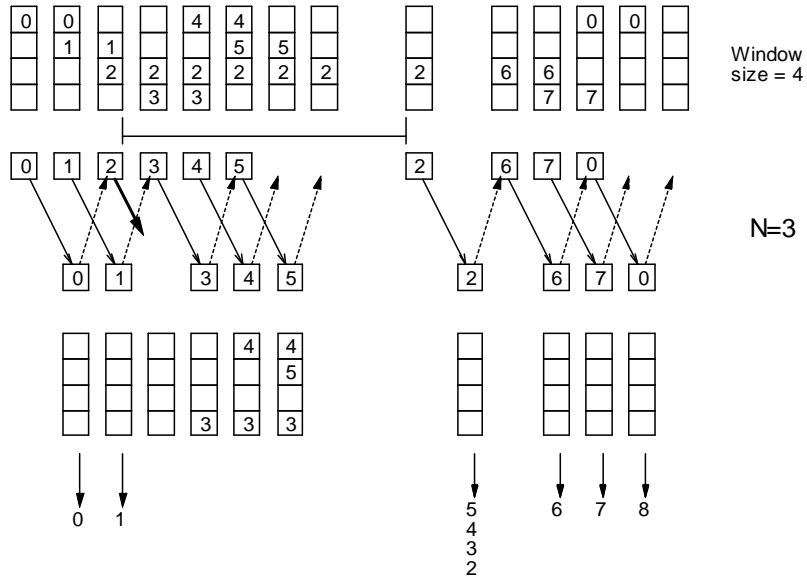 0 0 4 4 0 0
1 1 5 5
Window
2 2 2 2 2 2 2 6 6
size = 4
3 3 7 7
0 1 2 3 4 5 2 6 7 0
N=3
0 1 3 4 5 2 6 7 0
4 4
5
3 3 3
0 1
5 6 7 8
4
3
2